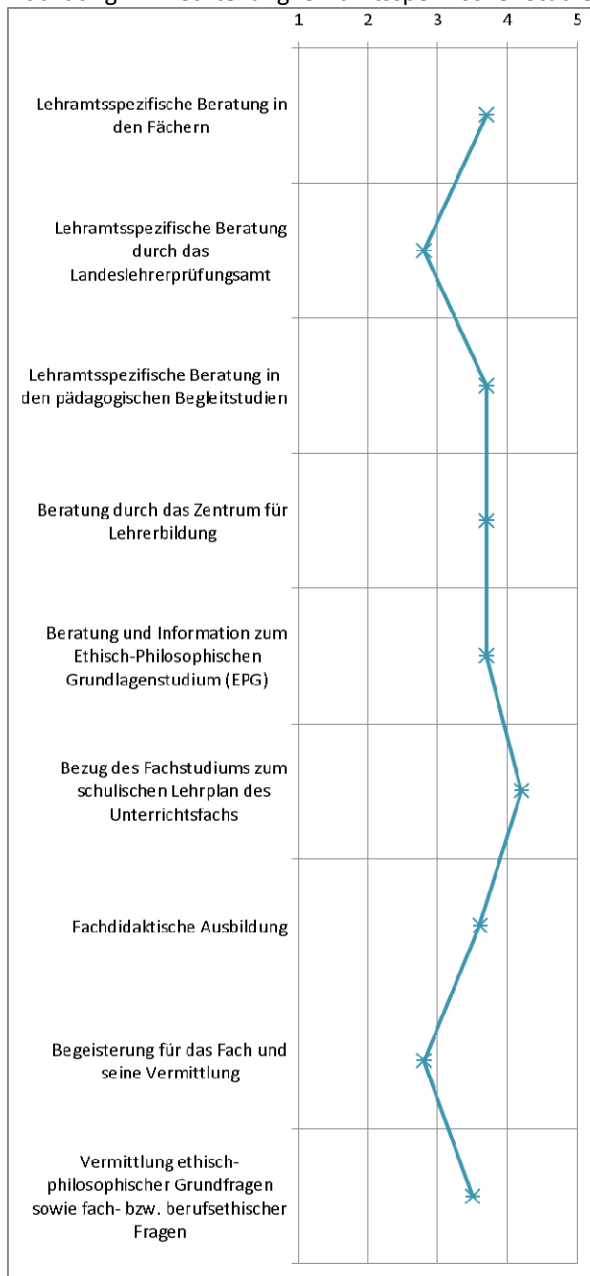 1 2 3 4 5
Lehramtsspezifische Beratung in
den Fächern
Lehramtsspezifische Beratung
durch das
Landeslehrerprüfungsamt
Lehramtsspezifische Beratung in
den pädagogischen Begleitstudien
Beratung durch das Zentrum für
Lehrerbildung
Beratung und Information zum
Ethisch-Philosophischen
Grundlagenstudium (EPG)
Bezug des Fachstudiums zum
schulischen Lehrplan des
Unterrichtsfachs
Fachdidaktische Ausbildung
Begeisterung für das Fach und
seine Vermittlung
Vermittlung ethisch-
philosophischer Grundfragen
sowie fach- bzw. berufsethischer
Fragen